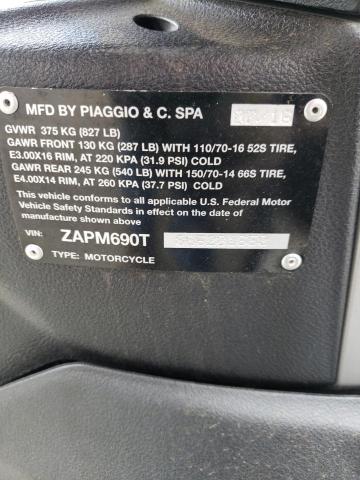 MFD BY PIAGGIO & C. SPA
GVWR 375 KG (827 LB)
GAWR FRONT 130 KG (287 LB) WITH 110/70-16 52S TIRE,
E3.00X16 RIM, AT 220 KPA (31.9 PSI) COLD
GAWR REAR 245 KG (540 LB) WITH 150/70-14 66S TIRE,
E4.00X14 RIM, AT 260 KPA (37.7 PSI) COLD
This vehicle conforms to all applicable U.S. Federal Motor
Vehicle Safety Standards in effect on the date of
manufacture shown above
VIN: ZAPM690T
TYPE: MOTORCYCLE